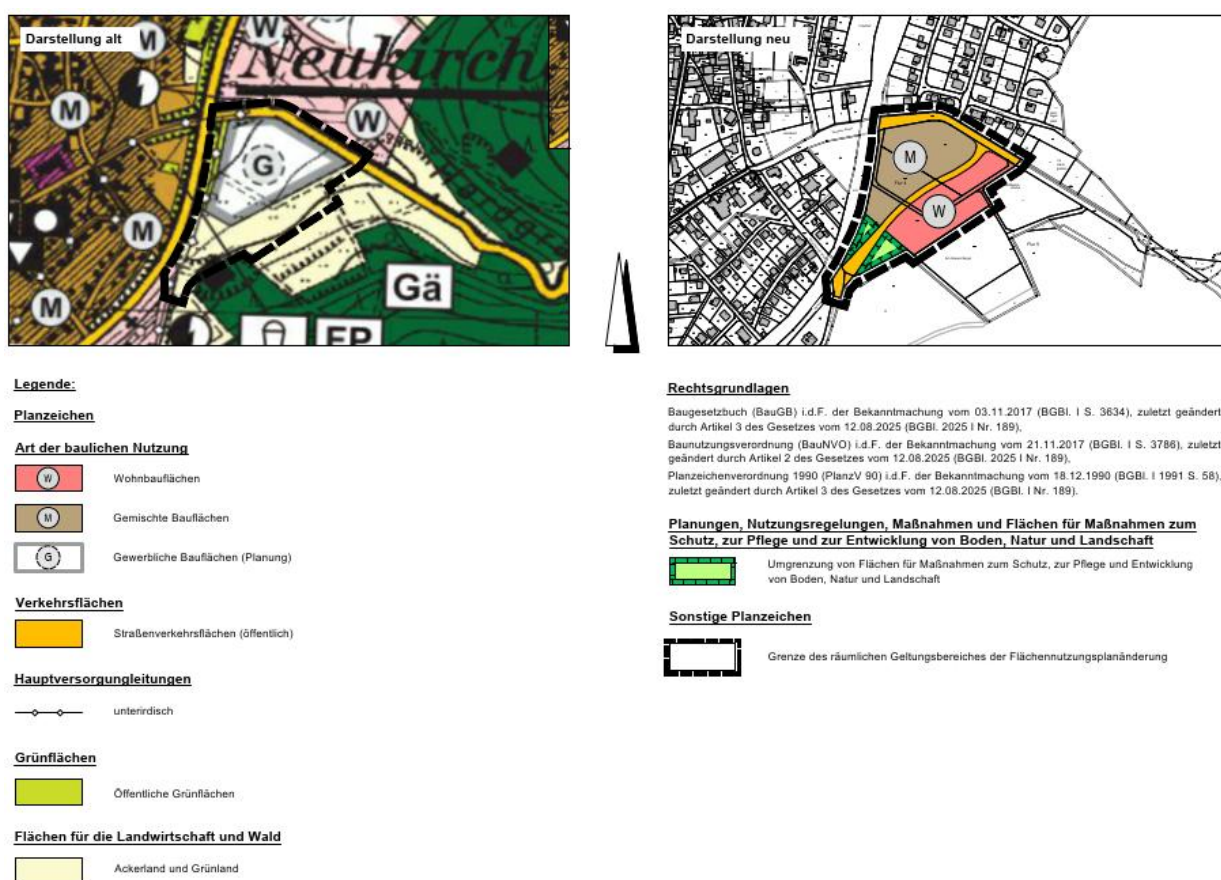 Darstellung alt
M
W
Neukirch
M
W
G
M
M
Gä
FP
Darstellung neu
M
W
Legende:
Planzeichen
Art der baulichen Nutzung
W Wohnbauflächen
M Gemischte Bauflächen
G Gewerbliche Bauflächen (Planung)
Verkehrsflächen
Straßenverkehrsflächen (öffentlich)
Hauptversorgungleitungen
unterirdisch
Grünflächen
Öffentliche Grünflächen
Flächen für die Landwirtschaft und Wald
Ackerland und Grünland
Rechtsgrundlagen
Baugesetzbuch (BauGB) i.d.F. der Bekanntmachung vom 03.11.2017 (BGBl. I S. 3634), zuletzt geändert
durch Artikel 3 des Gesetzes vom 12.08.2025 (BGBl. 2025 I Nr. 189),
Baunutzungsverordnung (BauNVO) i.d.F. der Bekanntmachung vom 21.11.2017 (BGBl. I S. 3786), zuletzt
geändert durch Artikel 2 des Gesetzes vom 12.08.2025 (BGBl. 2025 I Nr. 189),
Planzeichenverordnung 1990 (PlanzV 90) i.d.F. der Bekanntmachung vom 18.12.1990 (BGBl. I 1991 S. 58),
zuletzt geändert durch Artikel 3 des Gesetzes vom 12.08.2025 (BGBl. I Nr. 189).
Planungen, Nutzungsregelungen, Maßnahmen und Flächen für Maßnahmen zum
Schutz, zur Pflege und zur Entwicklung von Boden, Natur und Landschaft
Umgrenzung von Flächen für Maßnahmen zum Schutz, zur Pflege und Entwicklung
von Boden, Natur und Landschaft
Sonstige Planzeichen
Grenze des räumlichen Geltungsbereiches der Flächennutzungsplanänderung